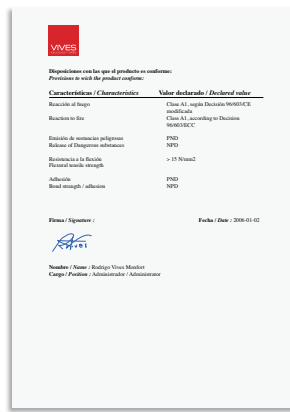 VIVES
Disposiciones con las que el producto es conforme:
Provisions to wich the product conform:
Características / Characteristics Valor declarado / Declared value
Reacción al fuego Clase A1, según Decisión 96/603/CE
modificada
Reaction to fire Class A1, according to Decision
96/603/ECC
Emisión de sustancias peligrosas PND
Release of Dangerous substances NPD
Resistencia a la flexión > 15 N/mm2
Flexural tensile strength
Adhesión PND
Bond strength / adhesion NPD
Firma / Signature : Fecha / Date : 2006-01-02
Nombre / Name : Rodrigo Vives Monfort
Cargo / Position : Administrador / Administrator